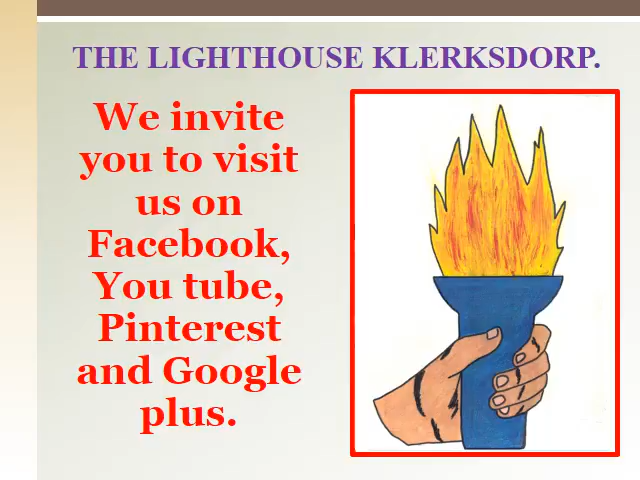 THE LIGHTHOUSE KLERKSDORP.
We invite
you to visit
us on
Facebook,
You tube,
Pinterest
and Google
plus.